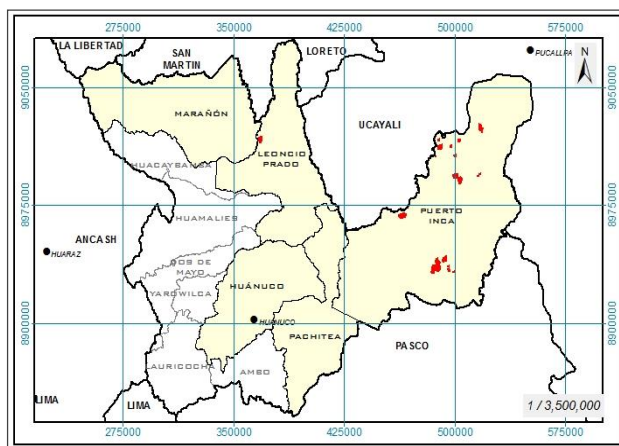 275000 350000 425000 500000 575000
LA LIBERTAD
SAN
MARTIN
LORETO
PUCALLPA
N
9050000
9050000
MARAÑÓN
UCAYALI
LEONCIO
PRADO
HUACAYBAMBA
8975000
8975000
HUAMALIES
PUERTO
INCA
ANCASH
HUARAZ
DOS DE
MAYO
YAROWILCA
HUÁNUCO
8900000
8900000
HUANUCO
PACHITEA
PASCO
LAURICOCHA
AMBO
LIMA
LIMA
1 / 3,500,000
275000 350000 425000 500000 575000